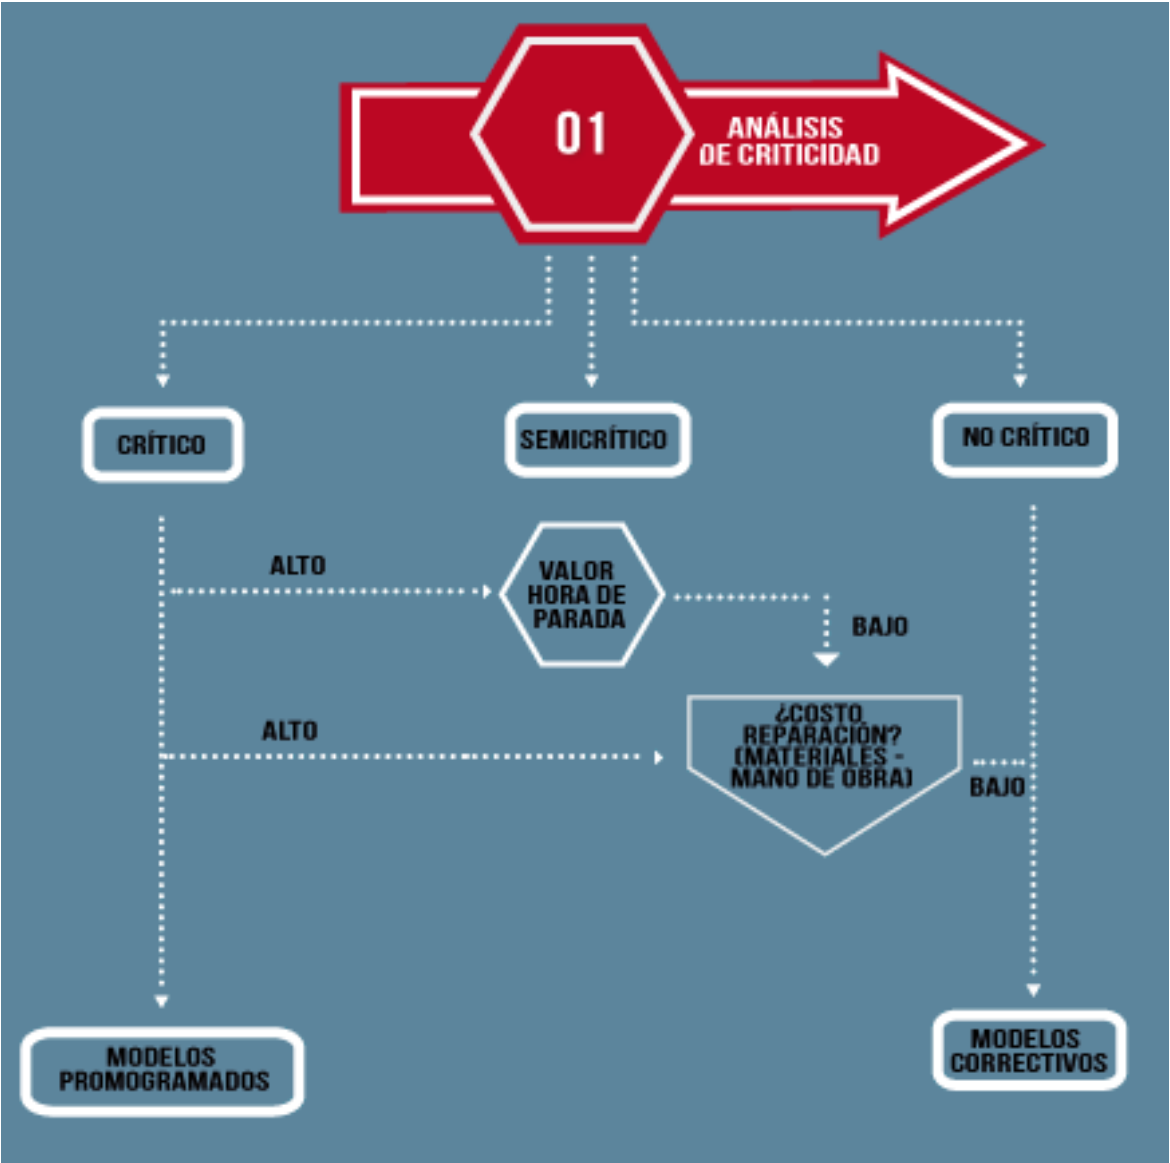 01
ANÁLISIS
DE CRITICIDAD
CRÍTICO
SEMICRÍTICO
NO CRÍTICO
ALTO
VALOR
HORA DE
PARADA
BAJO
ALTO
¿COSTO
REPARACIÓN?
(MATERIALES -
MANO DE OBRA)
BAJO
MODELOS
PROMOGRAMADOS
MODELOS
CORRECTIVOS